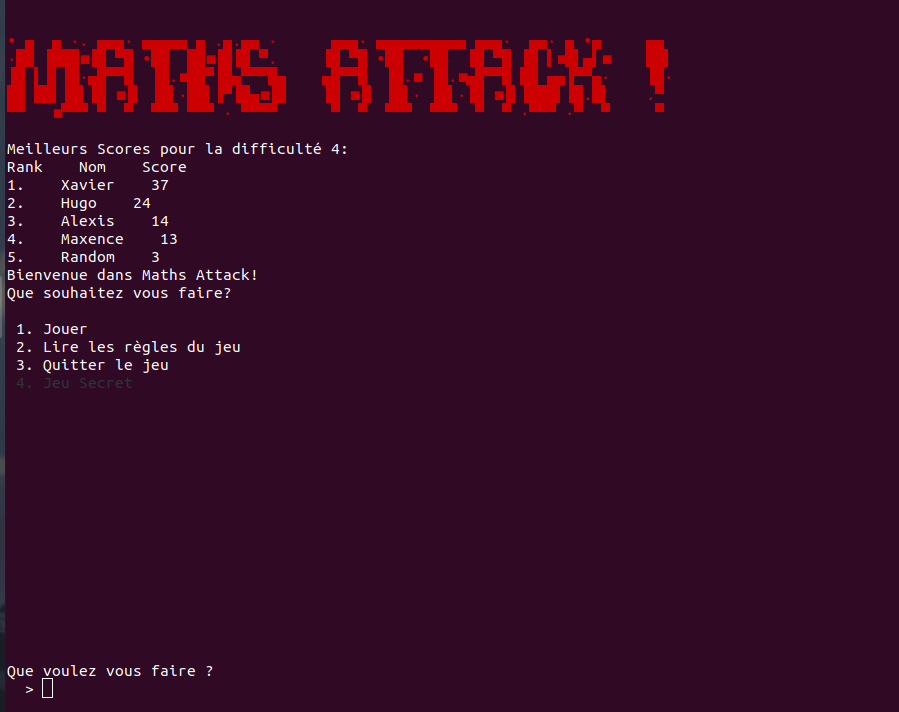 MATHS ATTACK !
Meilleurs Scores pour la difficulté 4:
Rank    Nom    Score
1.    Xavier    37
2.    Hugo    24
3.    Alexis    14
4.    Maxence    13
5.    Random    3
Bienvenue dans Maths Attack!
Que souhaitez vous faire?
1. Jouer
2. Lire les règles du jeu
3. Quitter le jeu
4. Jeu Secret
Que voulez vous faire ?
>